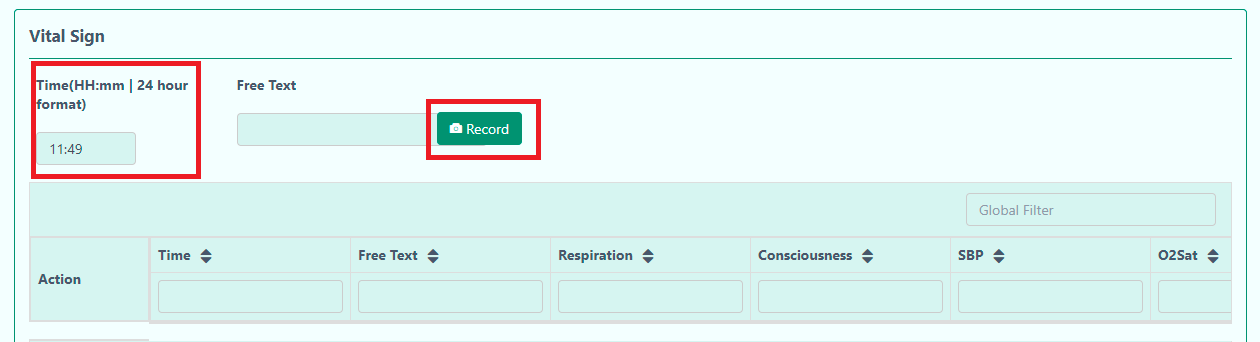 Vital Sign
Time(HH:mm | 24 hour
format)
Free Text
11:49
Record
Global Filter
Action
Time
Free Text
Respiration
Consciousness
SBP
O2Sat